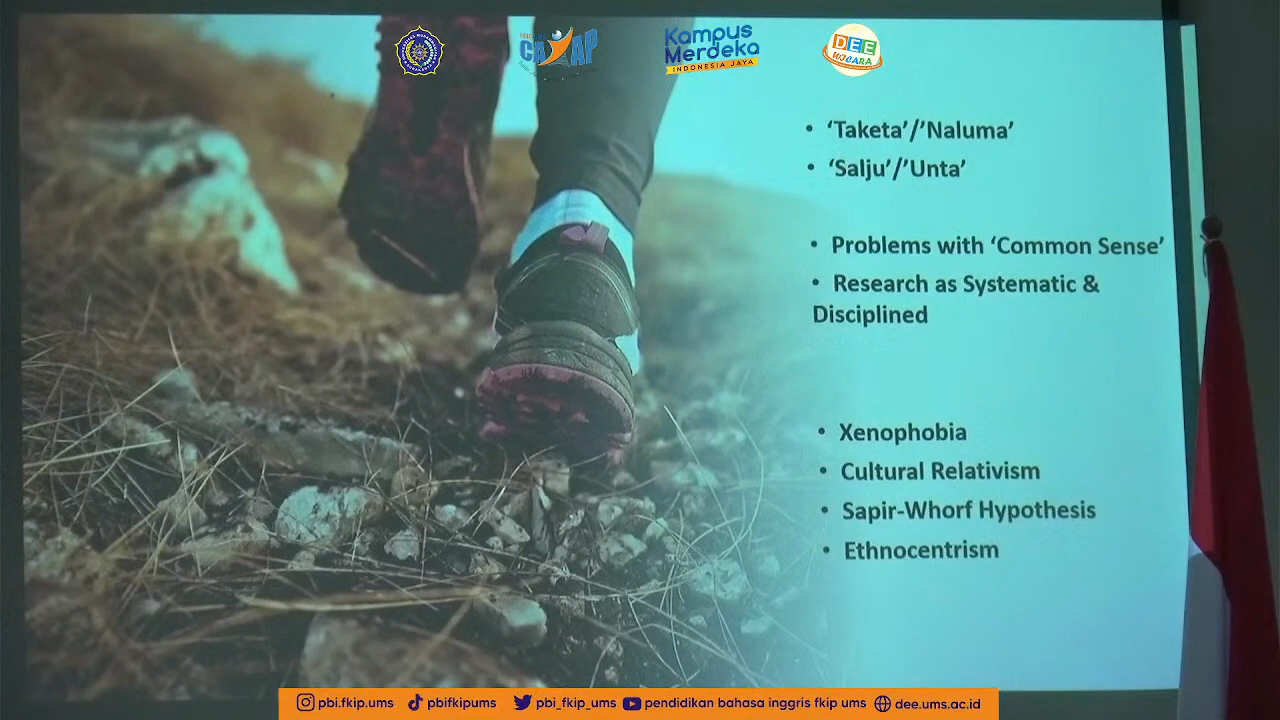 CAKAP
Kampus
Merdeka
INDONESIA JAYA
DEE
WICARA
• ‘Taketa’/’Naluma’
• ‘Salju’/’Unta’
• Problems with ‘Common Sense’
• Research as Systematic &
Disciplined
• Xenophobia
• Cultural Relativism
• Sapir-Whorf Hypothesis
• Ethnocentrism
pbi.fkip.ums
pbifkipums
pbi_fkip_ums
pendidikan bahasa inggris fkip ums
dee.ums.ac.id